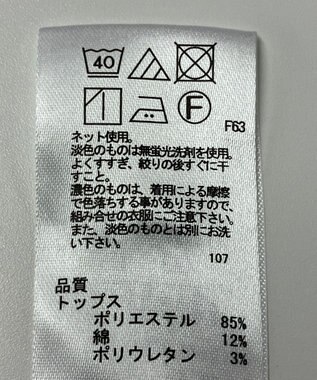 40
F
F63
ネット使用。
淡色のものは無蛍光洗剤を使用。
よくすすぎ、絞りの後すぐに干
すこと。
濃色のものは、着用による摩擦
で色落ちする事がありますので、
組み合せの衣服にご注意下さい。
また、淡色のものとは別にお洗
い下さい。
107
品質
トップス
ポリエステル 85%
綿 12%
ポリウレタン 3%